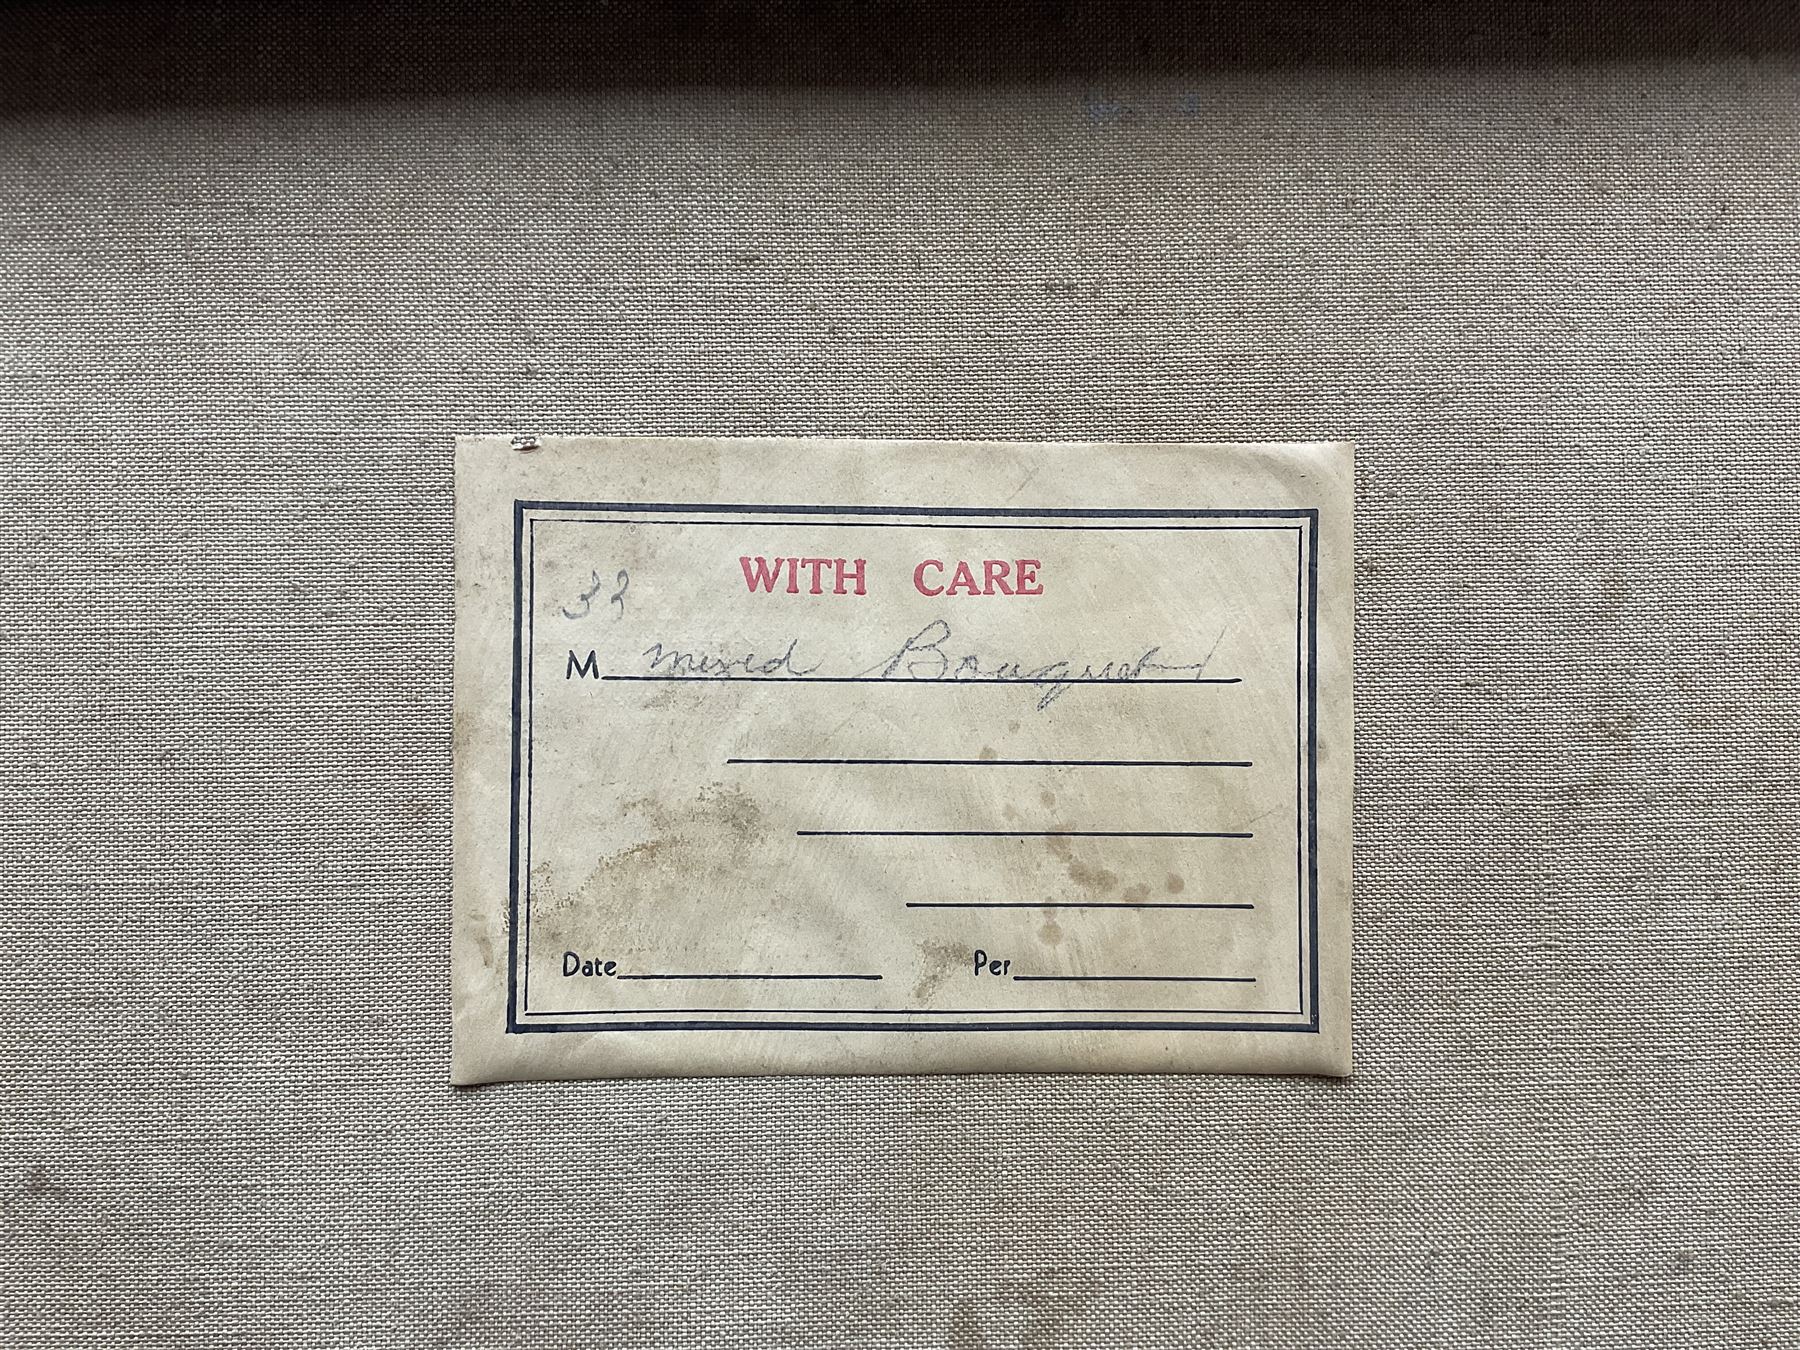 WITH CARE
33
M mixed Bouquet
Date Per